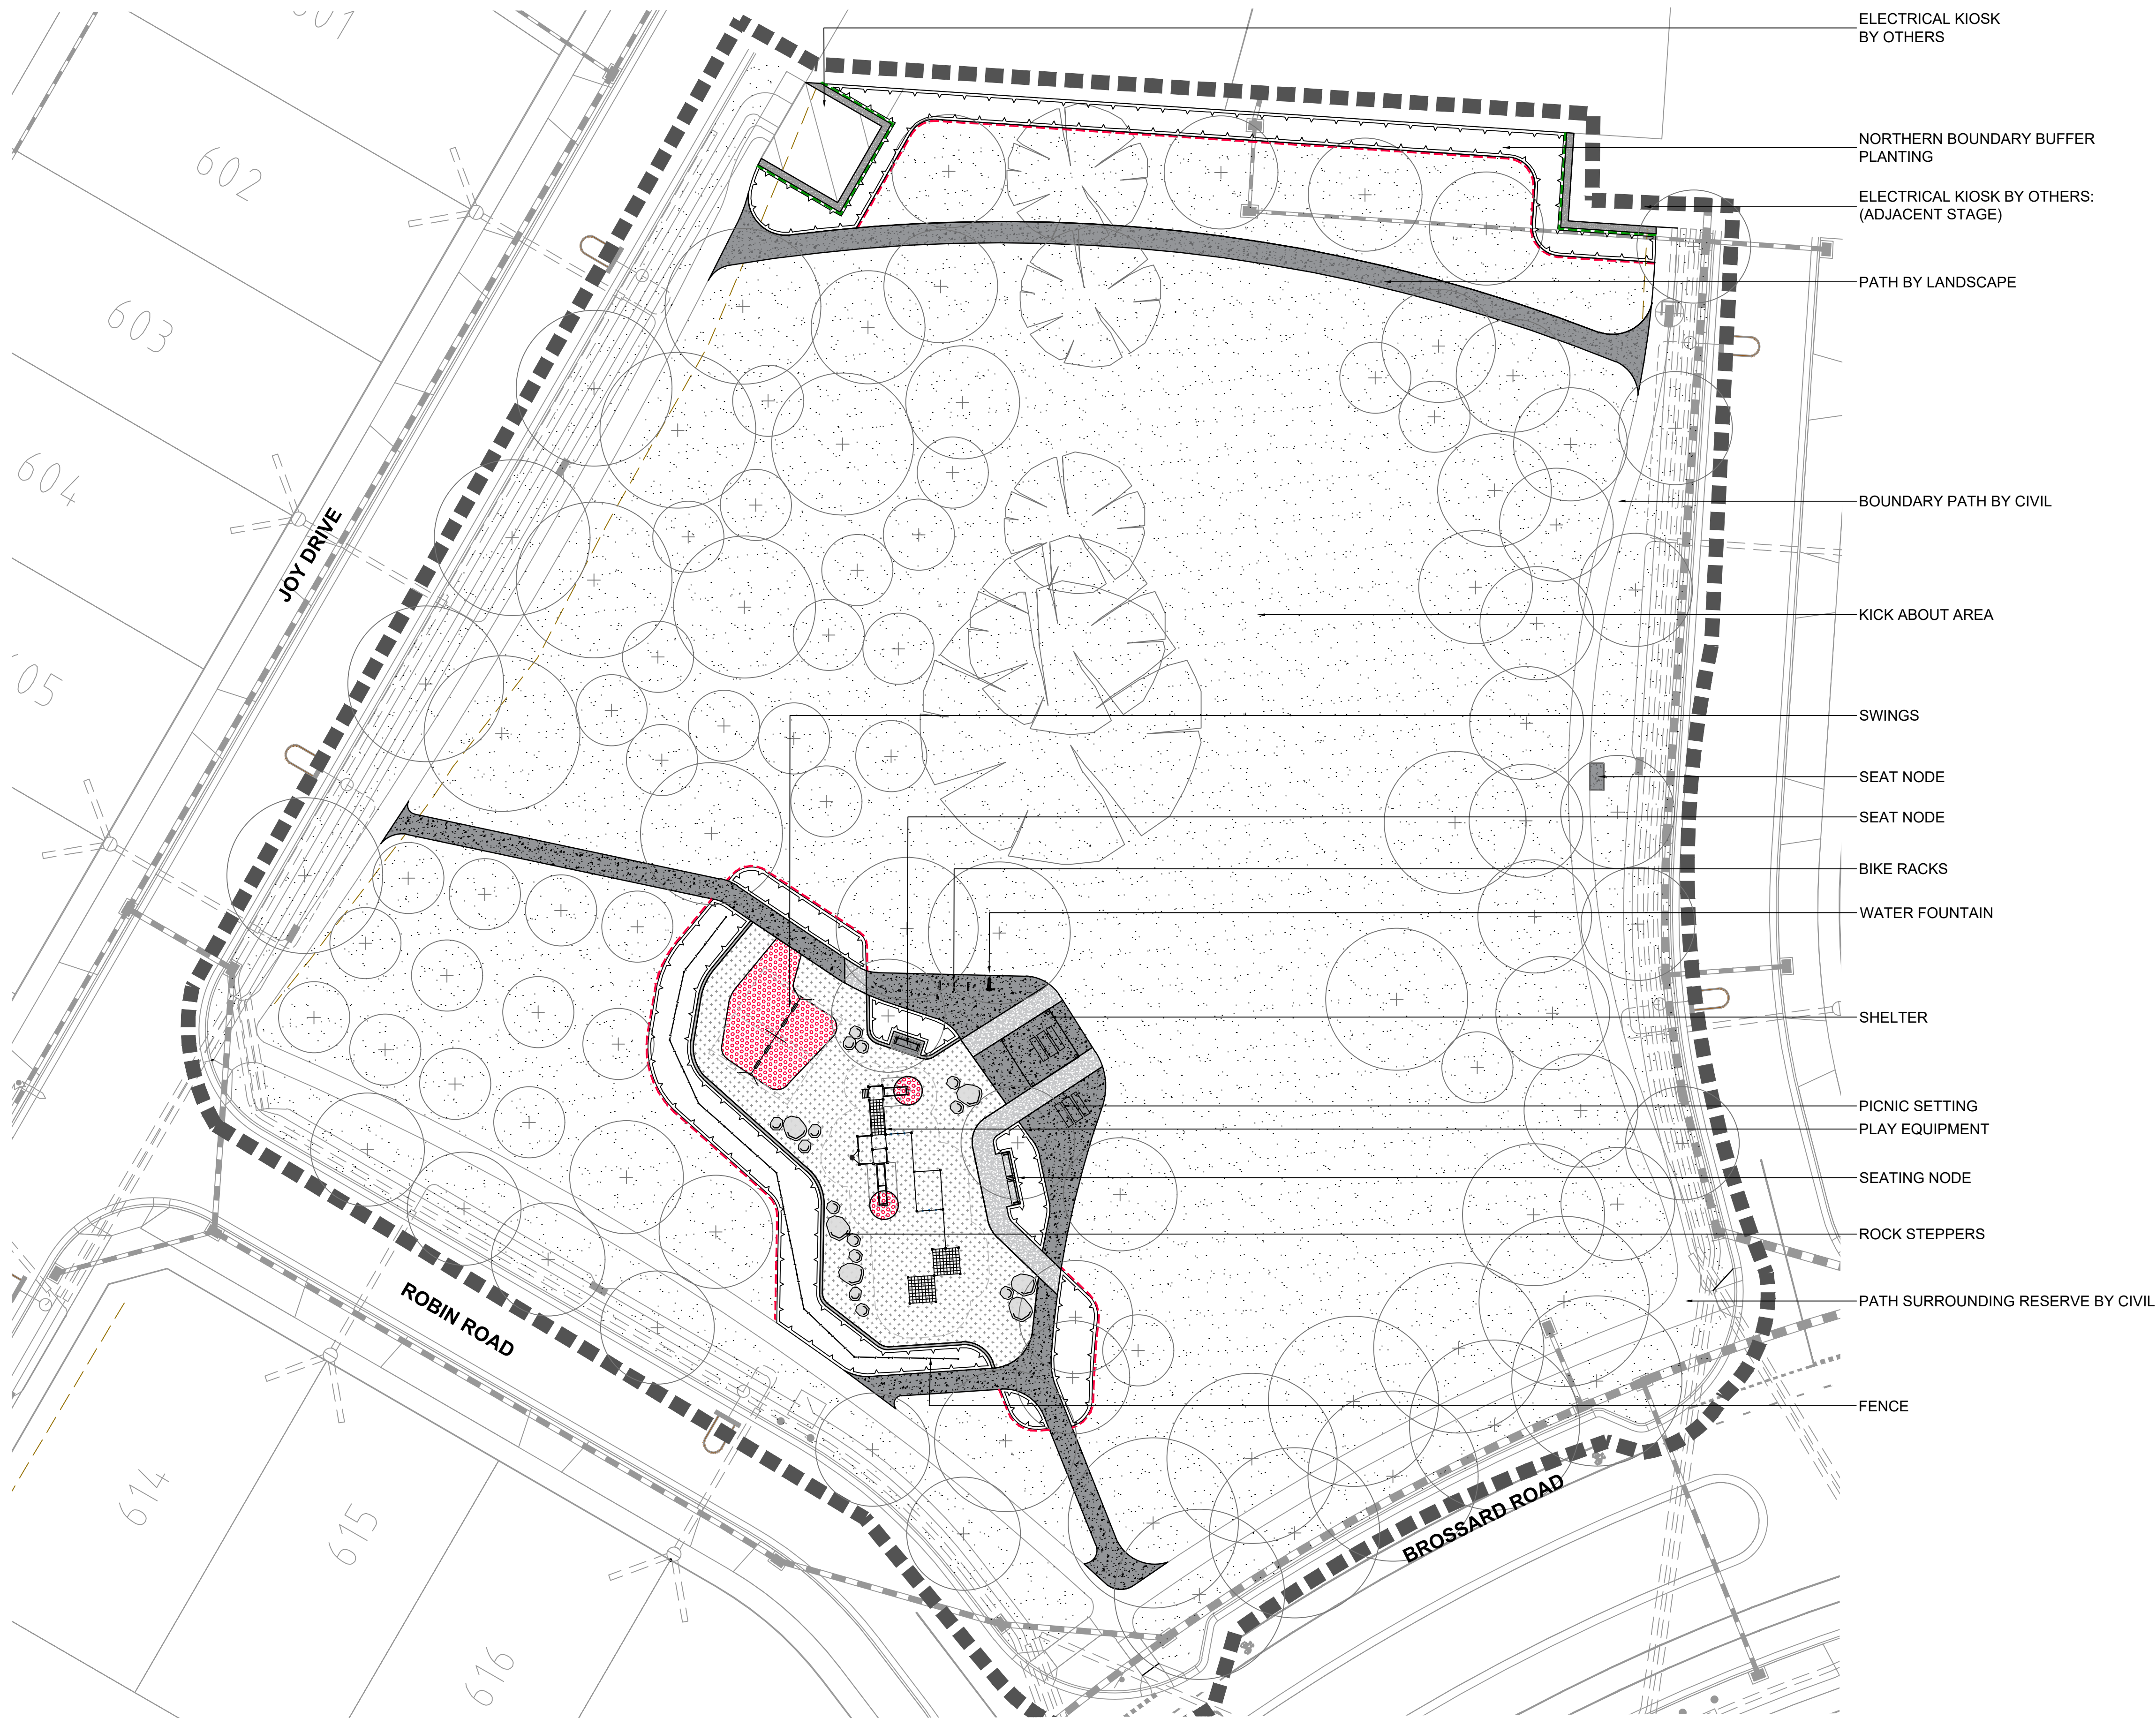 601
602
603
604
05
JOY DRIVE
ROBIN ROAD
BROSSARD ROAD
614
615
616
ELECTRICAL KIOSK
BY OTHERS
NORTHERN BOUNDARY BUFFER
PLANTING
ELECTRICAL KIOSK BY OTHERS:
(ADJACENT STAGE)
PATH BY LANDSCAPE
BOUNDARY PATH BY CIVIL
KICK ABOUT AREA
SWINGS
SEAT NODE
SEAT NODE
BIKE RACKS
WATER FOUNTAIN
SHELTER
PICNIC SETTING
PLAY EQUIPMENT
SEATING NODE
ROCK STEPPERS
PATH SURROUNDING RESERVE BY CIVIL
FENCE